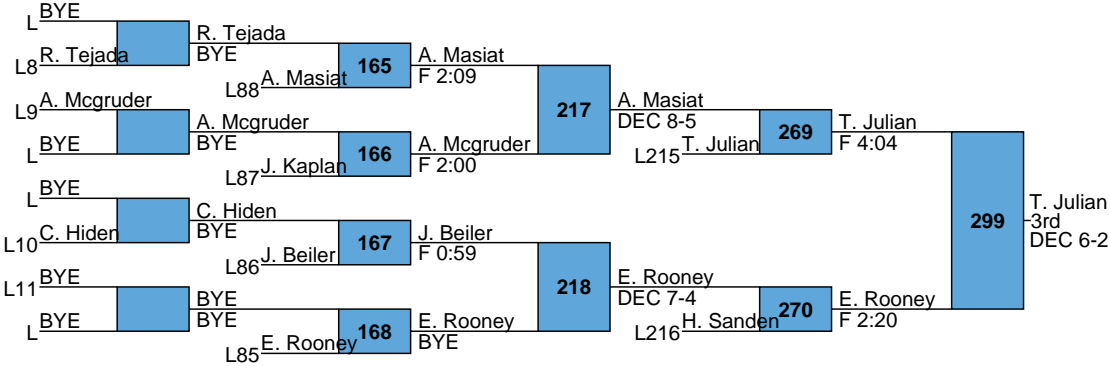 L BYE
L8 R. Tejada
R. Tejada
BYE
L88 A. Masiat
165
A. Masiat
F 2:09
L9 A. Mcgruder
L BYE
A. Mcgruder
BYE
L87 J. Kaplan
166
A. Mcgruder
F 2:00
217
A. Masiat
DEC 8-5
L215 T. Julian
269
T. Julian
F 4:04
L BYE
L10 C. Hiden
C. Hiden
BYE
L86 J. Beiler
167
J. Beiler
F 0:59
L11 BYE
L BYE
BYE
BYE
L85 E. Rooney
168
E. Rooney
BYE
218
E. Rooney
DEC 7-4
L216 H. Sanden
270
E. Rooney
F 2:20
299
T. Julian
3rd
DEC 6-2